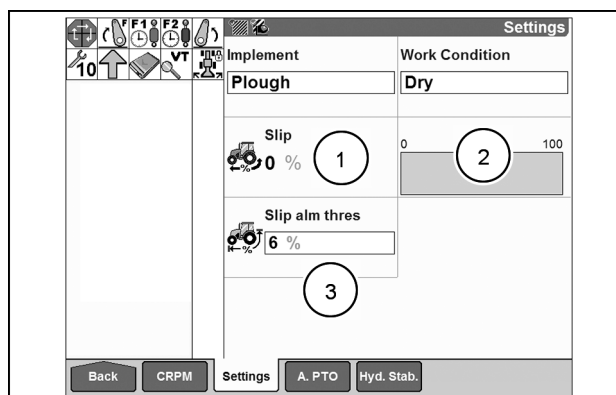 F F1 F2
10 VT
Settings
Implement Work Condition
Plough Dry
Slip
0 %
1
0 100
2
Slip alm thres
6 %
3
Back CRPM Settings A. PTO Hyd. Stab.